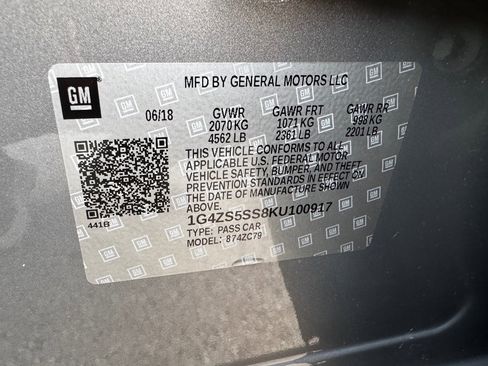 GM
MFD BY GENERAL MOTORS LLC
06/18 GVWR GAWR FRT GAWR RR
2070 KG 1071 KG 998 KG
4562 LB 2361 LB 2201 LB
THIS VEHICLE CONFORMS TO ALL
APPLICABLE U.S. FEDERAL MOTOR
VEHICLE SAFETY, BUMPER, AND THEFT
PREVENTION STANDARDS IN EFFECT ON
THE DATE OF MANUFACTURE SHOWN
ABOVE.
1G4ZS5SS8KU100917
441B TYPE: PASS CAR
MODEL: 874ZC79